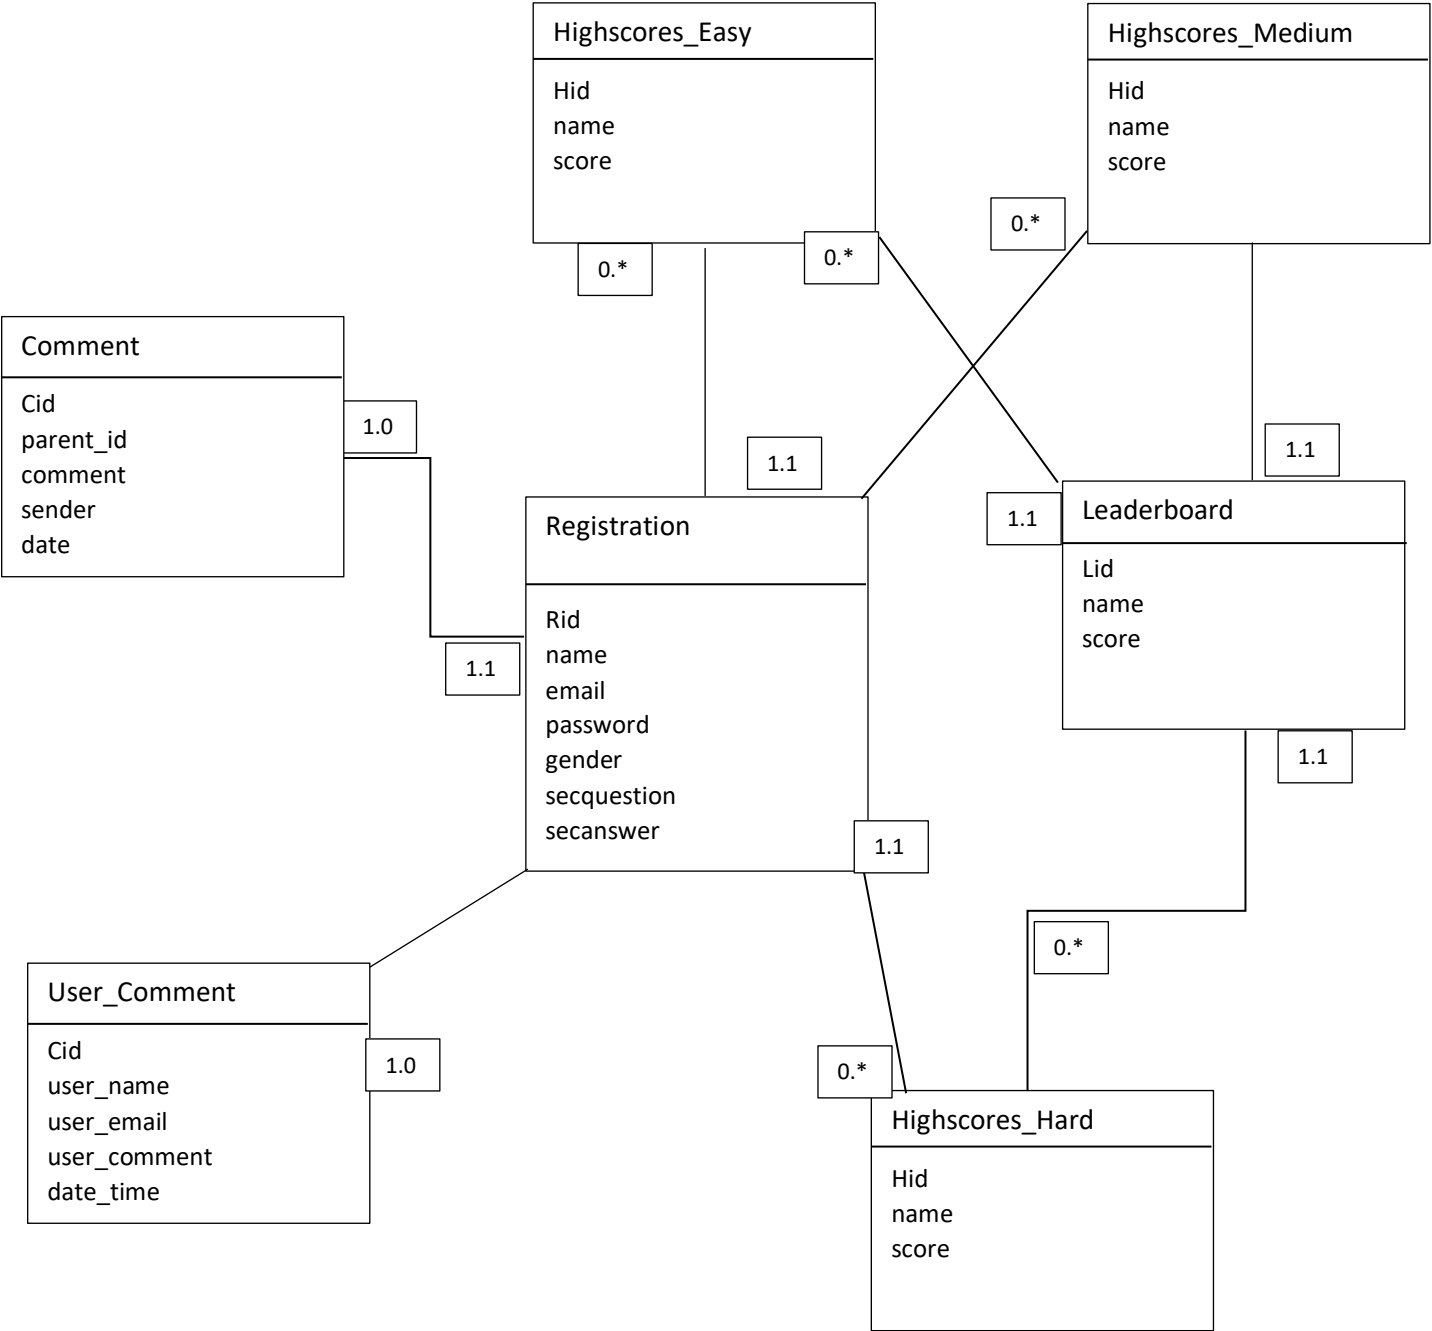 Highscores_Easy
Hid
name
score
0.*
0.*
Highscores_Medium
Hid
name
score
0.*
Comment
Cid
parent_id
comment
sender
date
1.0
1.1
1.1
Registration
Rid
name
email
password
gender
secquestion
secanswer
1.1
1.1
1.1
Leaderboard
Lid
name
score
1.1
0.*
User_Comment
Cid
user_name
user_email
user_comment
date_time
1.0
0.*
Highscores_Hard
Hid
name
score